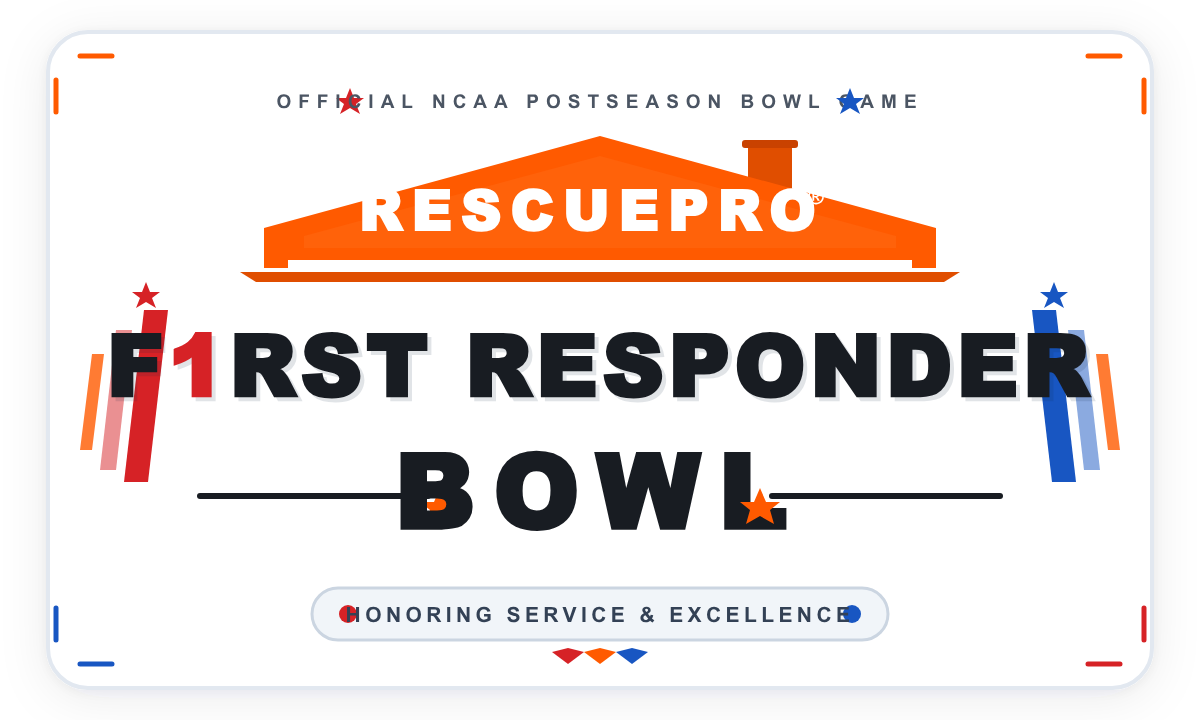 OFFICIAL NCAA POSTSEASON BOWL GAME
RESCUEPRO®
F1RST RESPONDER
BOWL
HONORING SERVICE & EXCELLENCE